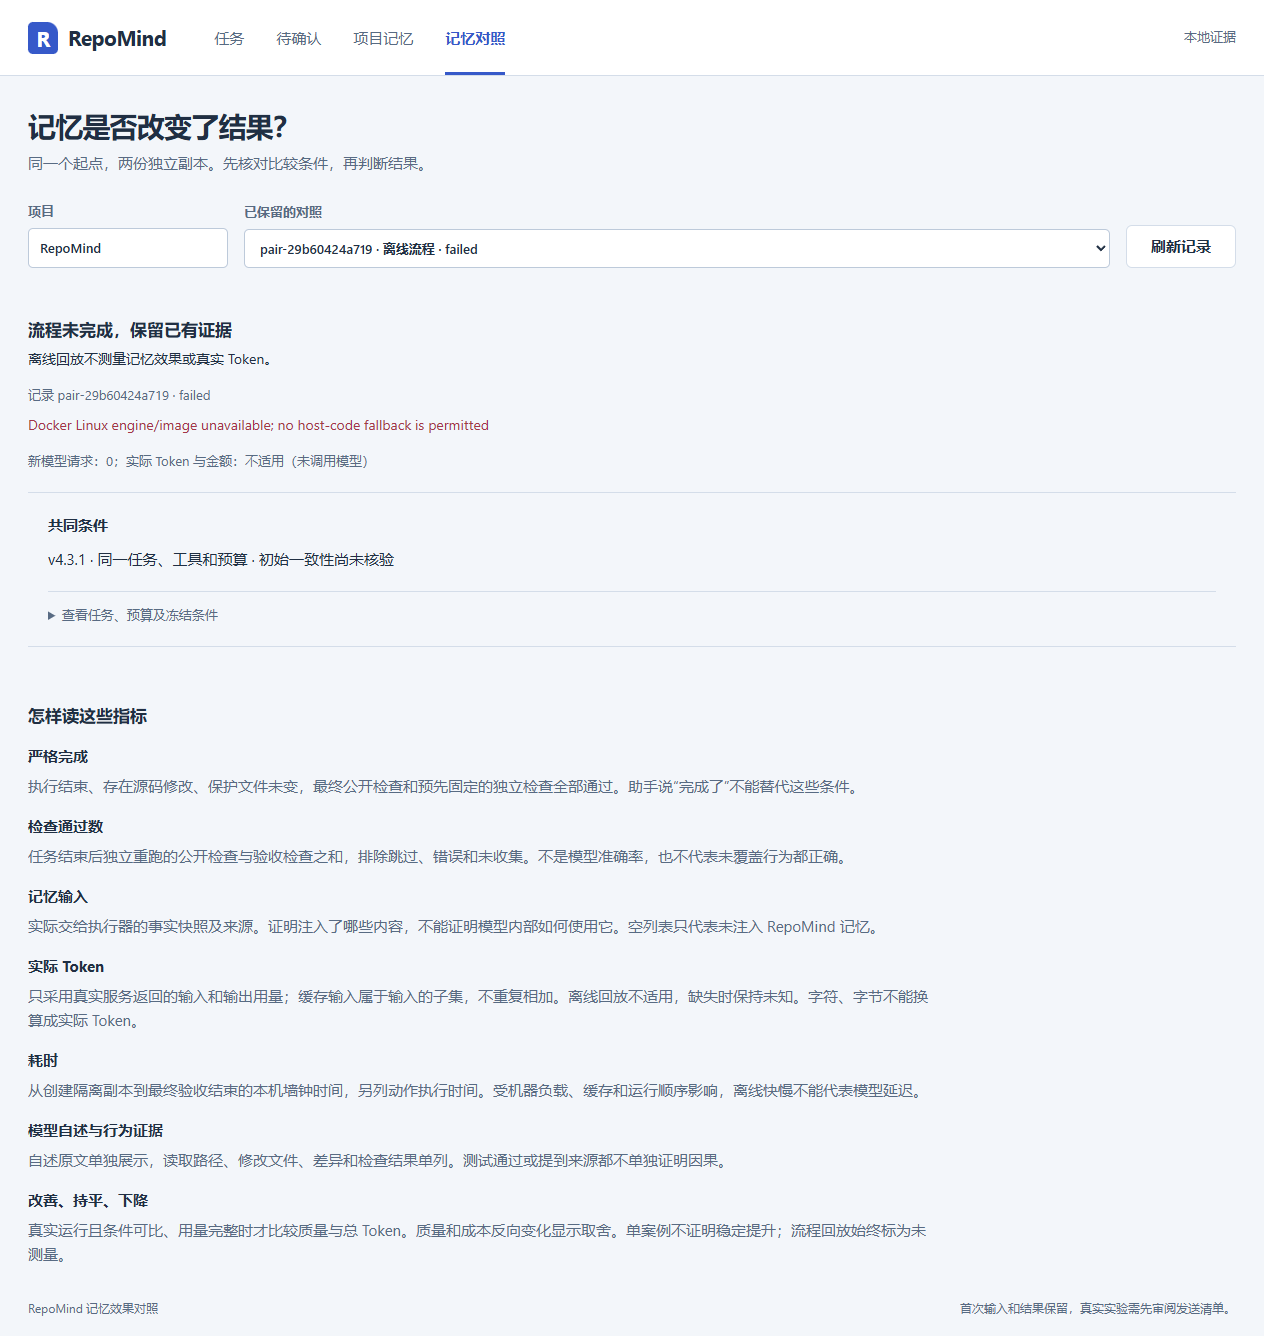 R RepoMind 任务 待确认 项目记忆 记忆对照 本地证据
记忆是否改变了结果？
同一个起点，两份独立副本。先核对比较条件，再判断结果。
项目 已保留的对照
RepoMind pair-29b60424a719 · 离线流程 · failed 刷新记录
流程未完成，保留已有证据
离线回放不测量记忆效果或真实 Token。
记录 pair-29b60424a719 · failed
Docker Linux engine/image unavailable; no host-code fallback is permitted
新模型请求：0；实际 Token 与金额：不适用（未调用模型）
共同条件
v4.3.1 · 同一任务、工具和预算 · 初始一致性尚未核验
查看任务、预算及冻结条件
怎样读这些指标
严格完成
执行结束、存在源码修改、保护文件未变，最终公开检查和预先固定的独立检查全部通过。助手说“完成了”不能替代这些条件。
检查通过数
任务结束后独立重跑的公开检查与验收检查之和，排除跳过、错误和未收集。不是模型准确率，也不代表未覆盖行为都正确。
记忆输入
实际交给执行器的事实快照及来源。证明注入了哪些内容，不能证明模型内部如何使用它。空列表只代表未注入 RepoMind 记忆。
实际 Token
只采用真实服务返回的输入和输出用量；缓存输入属于输入的子集，不重复相加。离线回放不适用，缺失时保持未知。字符、字节不能换
算成实际 Token。
耗时
从创建隔离副本到最终验收结束的本机墙钟时间，另列动作执行时间。受机器负载、缓存和运行顺序影响，离线快慢不能代表模型延迟。
模型自述与行为证据
自述原文单独展示，读取路径、修改文件、差异和检查结果单列。测试通过或提到来源都不单独证明因果。
改善、持平、下降
真实运行且条件可比、用量完整时才比较质量与总 Token。质量和成本反向变化显示取舍。单案例不证明稳定提升；流程回放始终标为未
测量。
RepoMind 记忆效果对照 首次输入和结果保留，真实实验需先审阅发送清单。